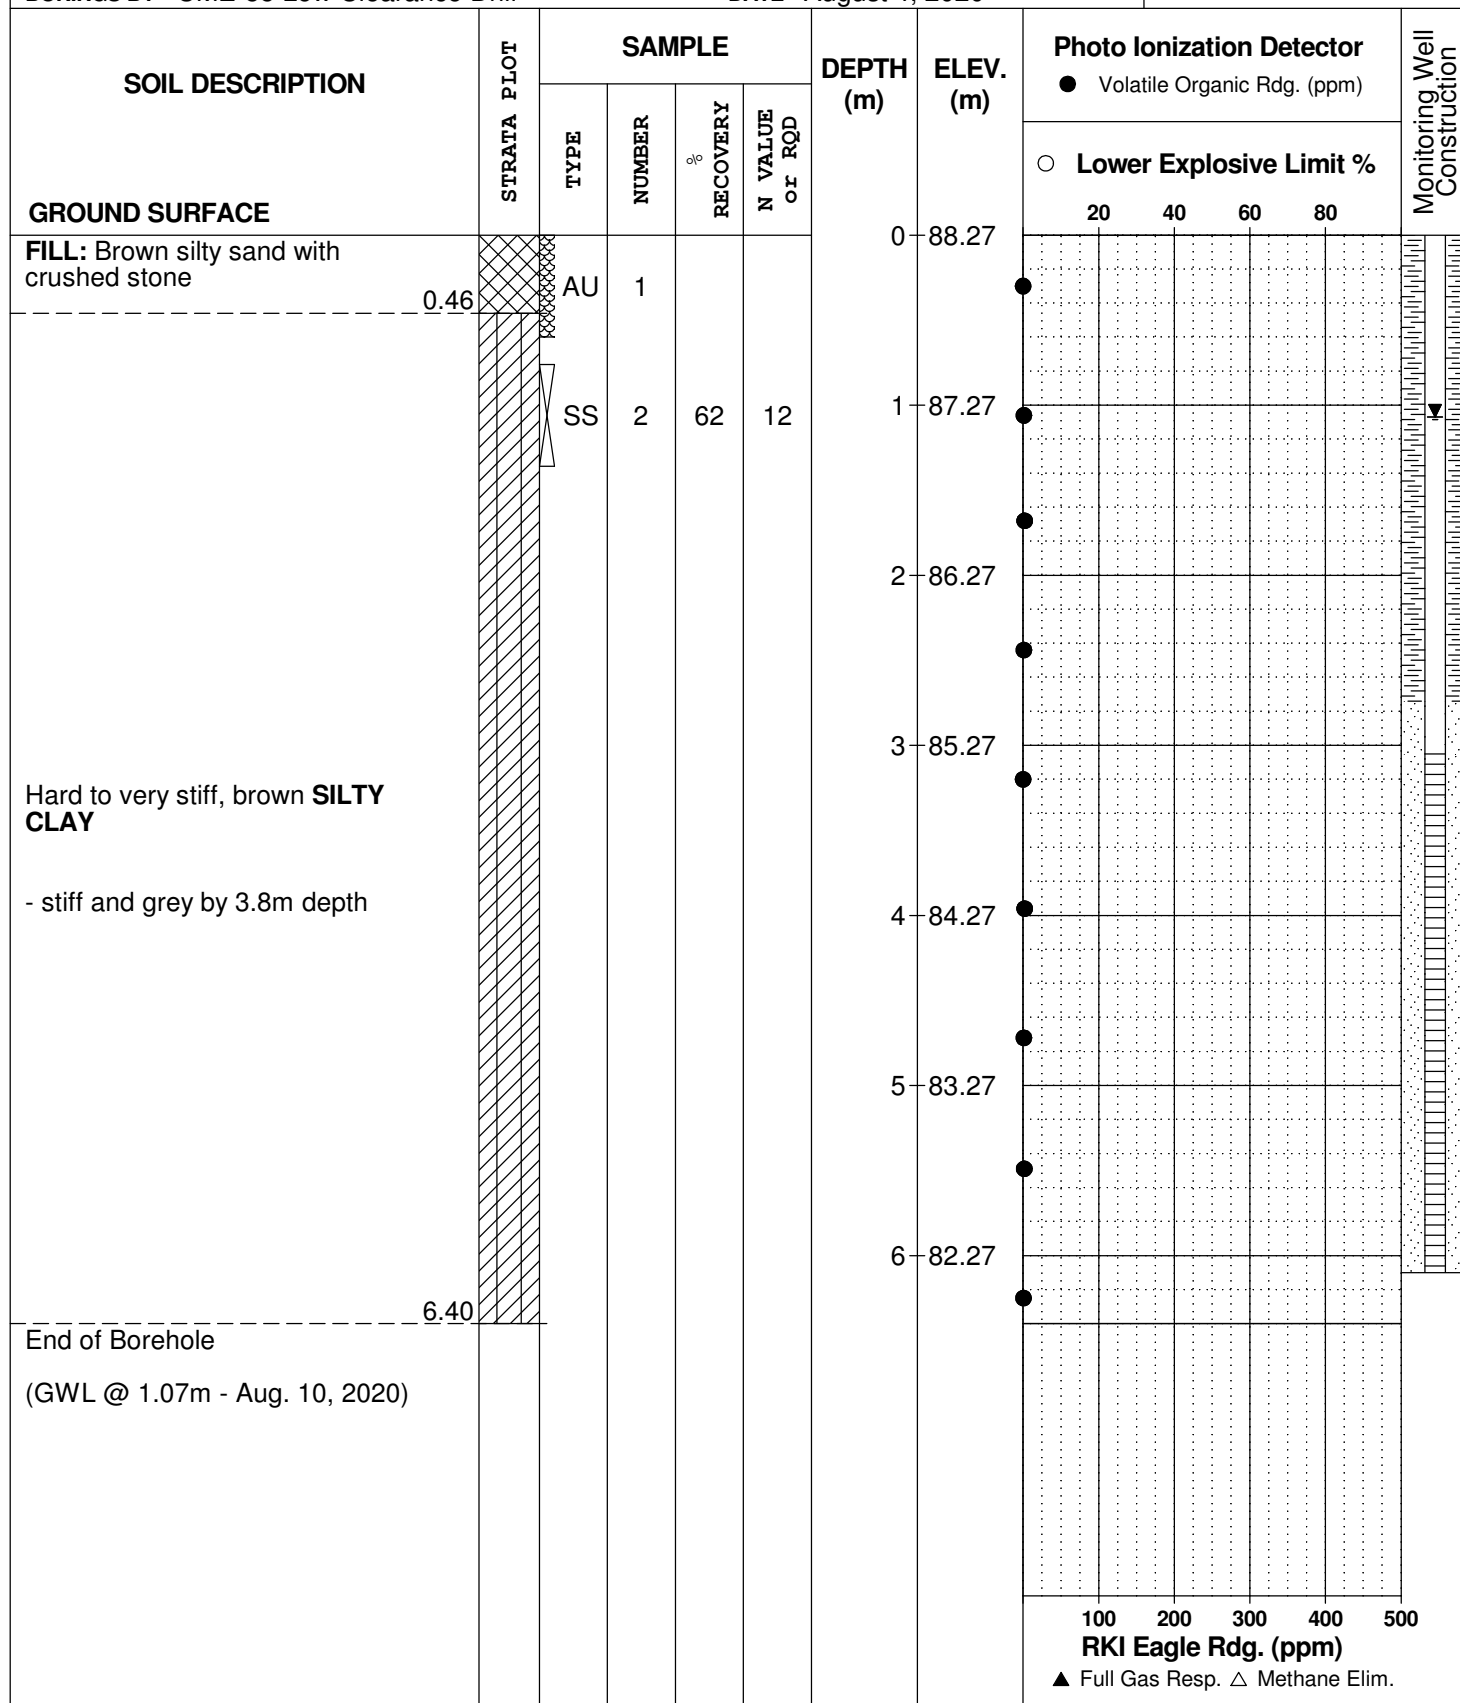 SOIL DESCRIPTION
GROUND SURFACE
STRATA PLOT
SAMPLE
TYPE
NUMBER
%
RECOVERY
N VALUE
or RQD
DEPTH
(m)
ELEV.
(m)
Photo Ionization Detector
● Volatile Organic Rdg. (ppm)
○ Lower Explosive Limit %
20 40 60 80
Monitoring Well
Construction
FILL: Brown silty sand with
crushed stone
0.46
AU 1
SS 2 62 12
0 88.27
1 87.27
2 86.27
3 85.27
4 84.27
5 83.27
6 82.27
Hard to very stiff, brown SILTY
CLAY
- stiff and grey by 3.8m depth
6.40
End of Borehole
(GWL @ 1.07m - Aug. 10, 2020)
100 200 300 400 500
RKI Eagle Rdg. (ppm)
▲ Full Gas Resp. △ Methane Elim.